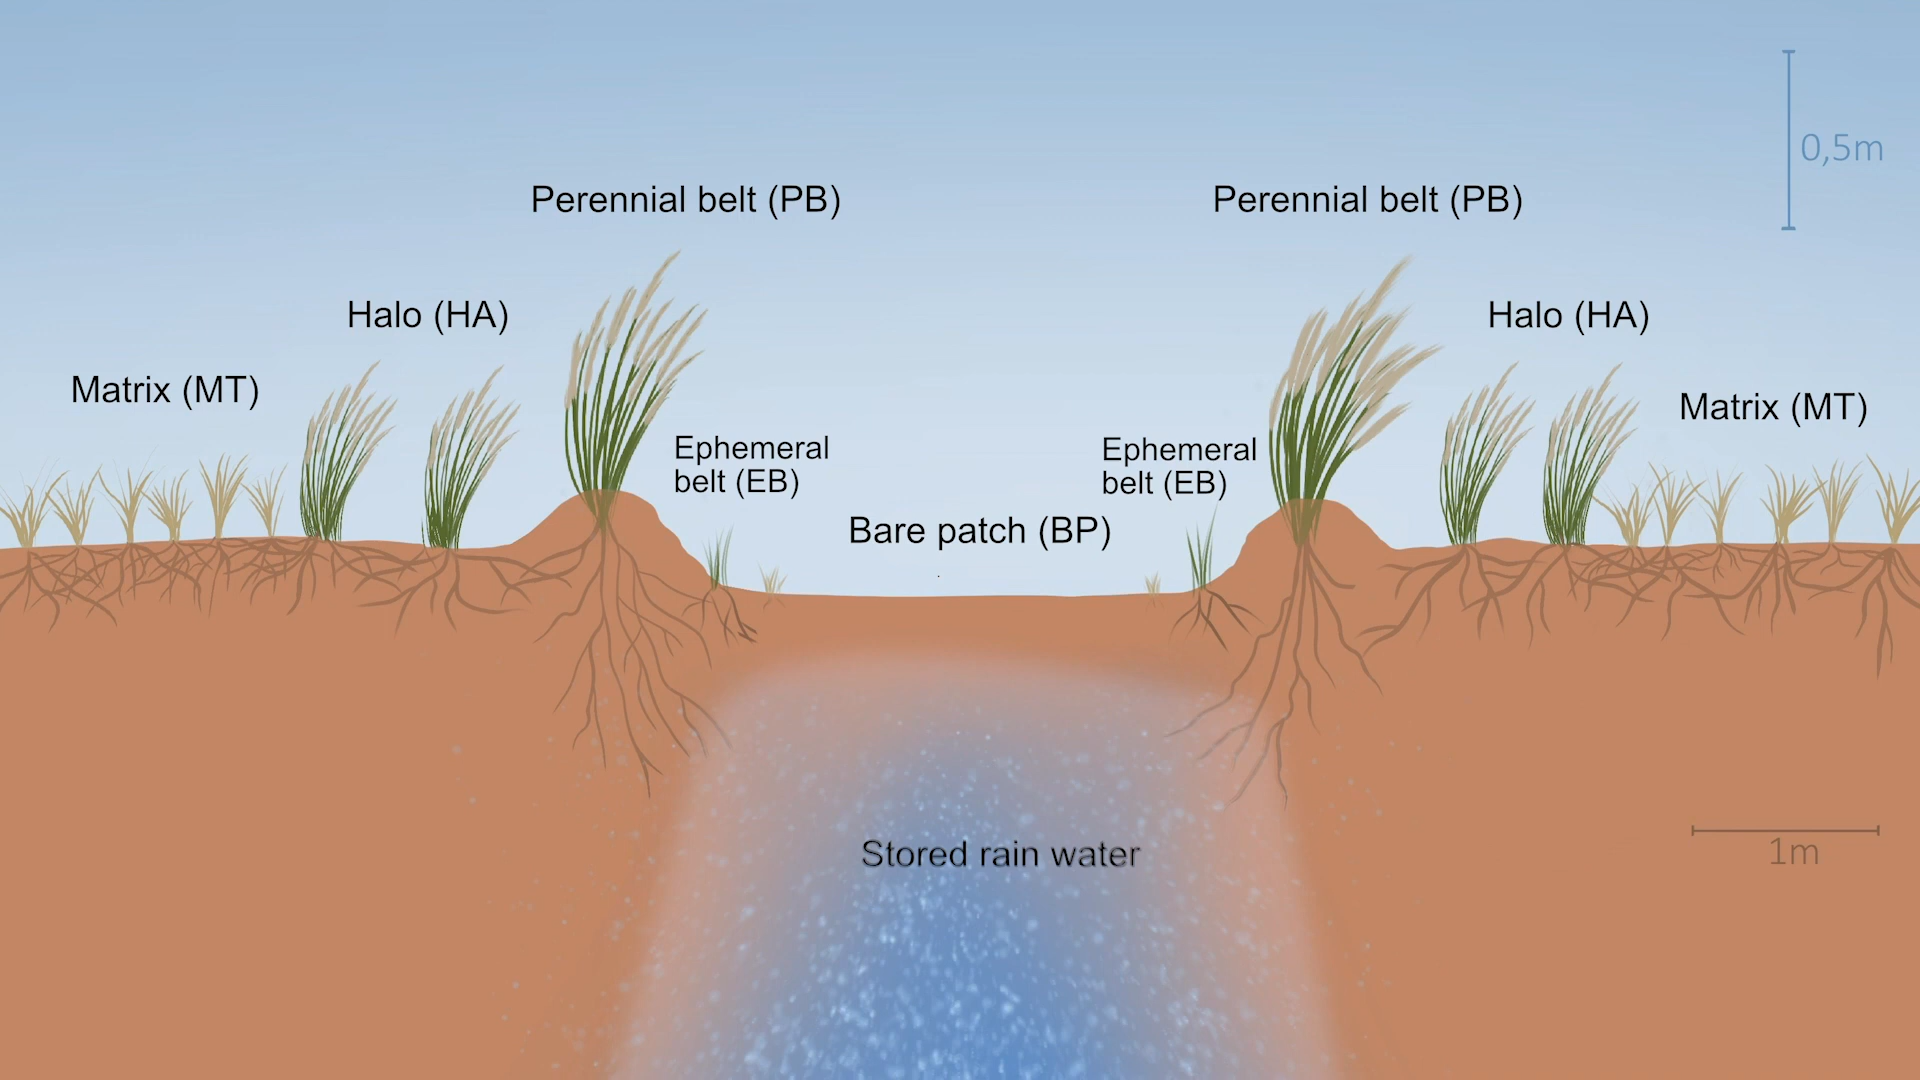 0,5m
Perennial belt (PB)
Perennial belt (PB)
Halo (HA)
Halo (HA)
Matrix (MT)
Matrix (MT)
Ephemeral
belt (EB)
Ephemeral
belt (EB)
Bare patch (BP)
Stored rain water
1m